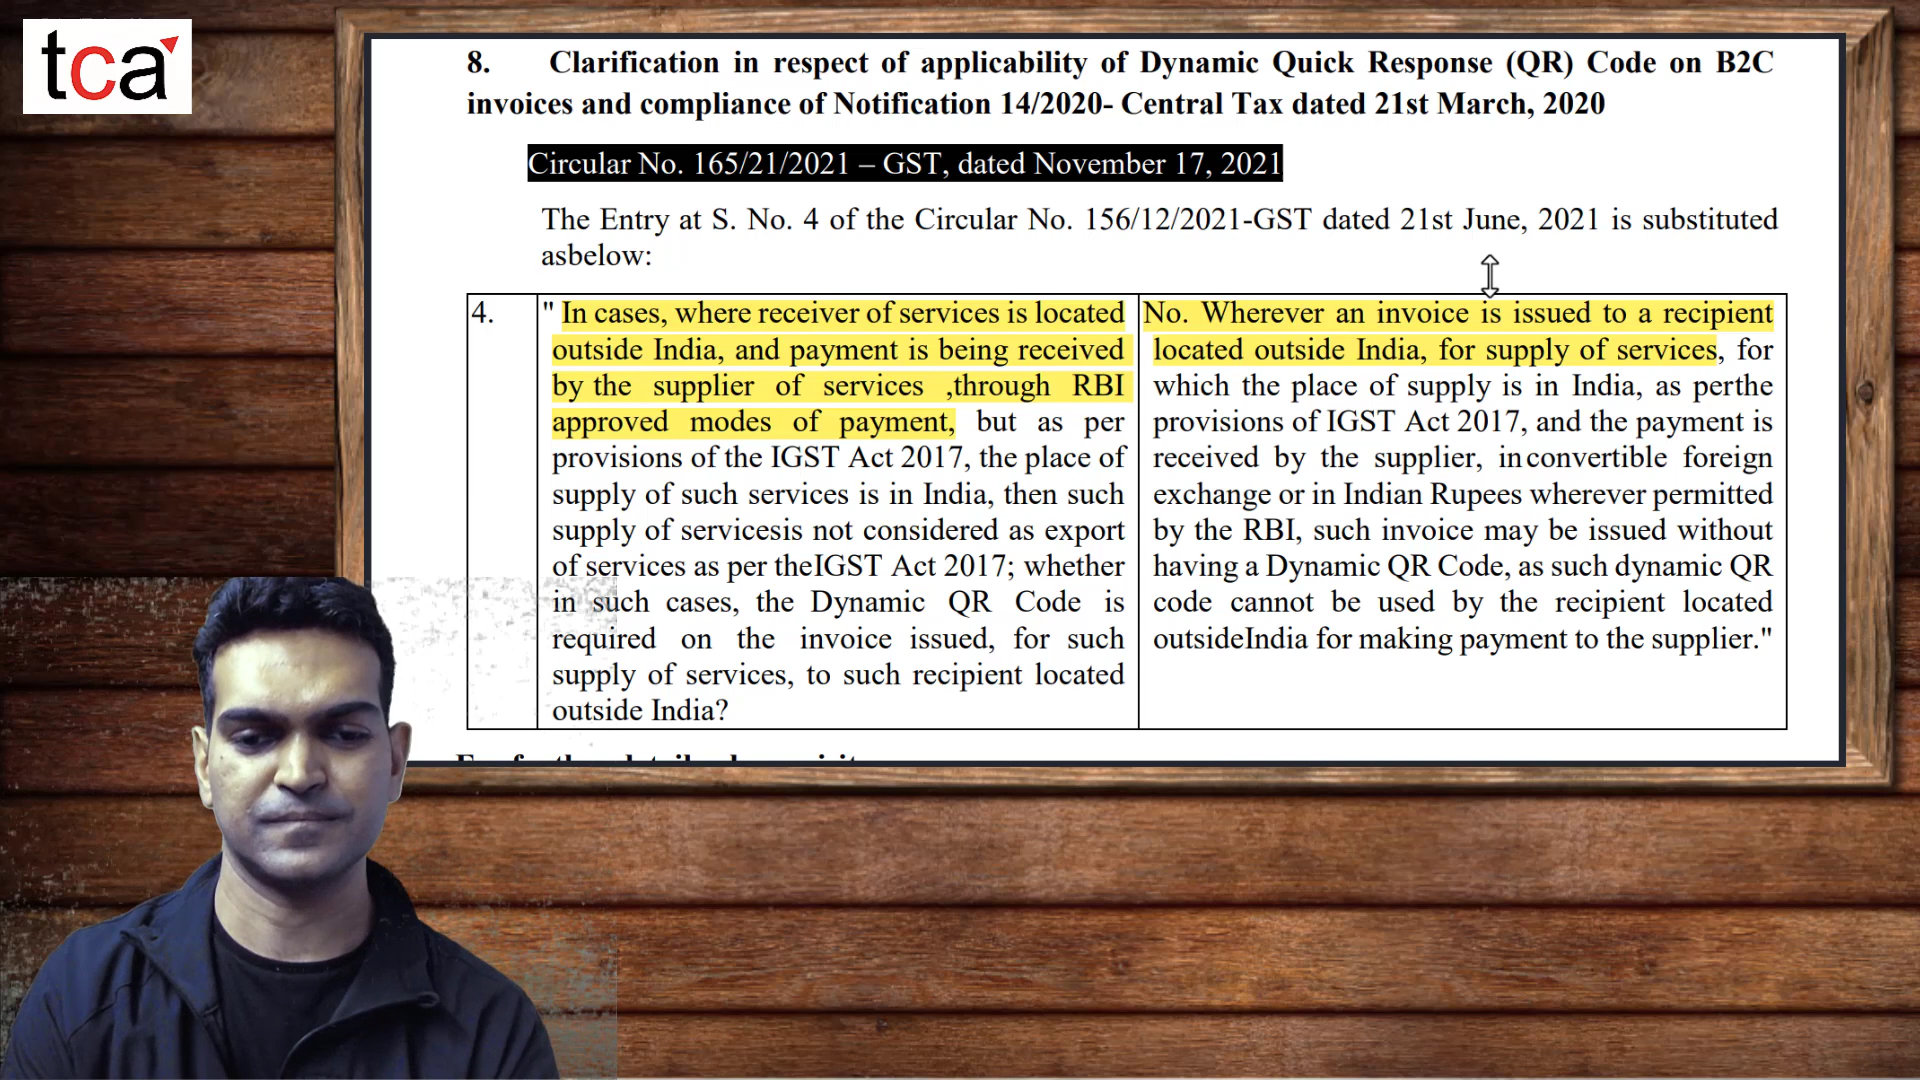 tca
8. Clarification in respect of applicability of Dynamic Quick Response (QR) Code on B2C
invoices and compliance of Notification 14/2020- Central Tax dated 21st March, 2020
Circular No. 165/21/2021 – GST, dated November 17, 2021
The Entry at S. No. 4 of the Circular No. 156/12/2021-GST dated 21st June, 2021 is substituted
asbelow:
4.
" In cases, where receiver of services is located
outside India, and payment is being received
by the supplier of services ,through RBI
approved modes of payment, but as per
provisions of the IGST Act 2017, the place of
supply of such services is in India, then such
supply of servicesis not considered as export
of services as per theIGST Act 2017; whether
in such cases, the Dynamic QR Code is
required on the invoice issued, for such
supply of services, to such recipient located
outside India?
No. Wherever an invoice is issued to a recipient
located outside India, for supply of services, for
which the place of supply is in India, as perthe
provisions of IGST Act 2017, and the payment is
received by the supplier, inconvertible foreign
exchange or in Indian Rupees wherever permitted
by the RBI, such invoice may be issued without
having a Dynamic QR Code, as such dynamic QR
code cannot be used by the recipient located
outsideIndia for making payment to the supplier."